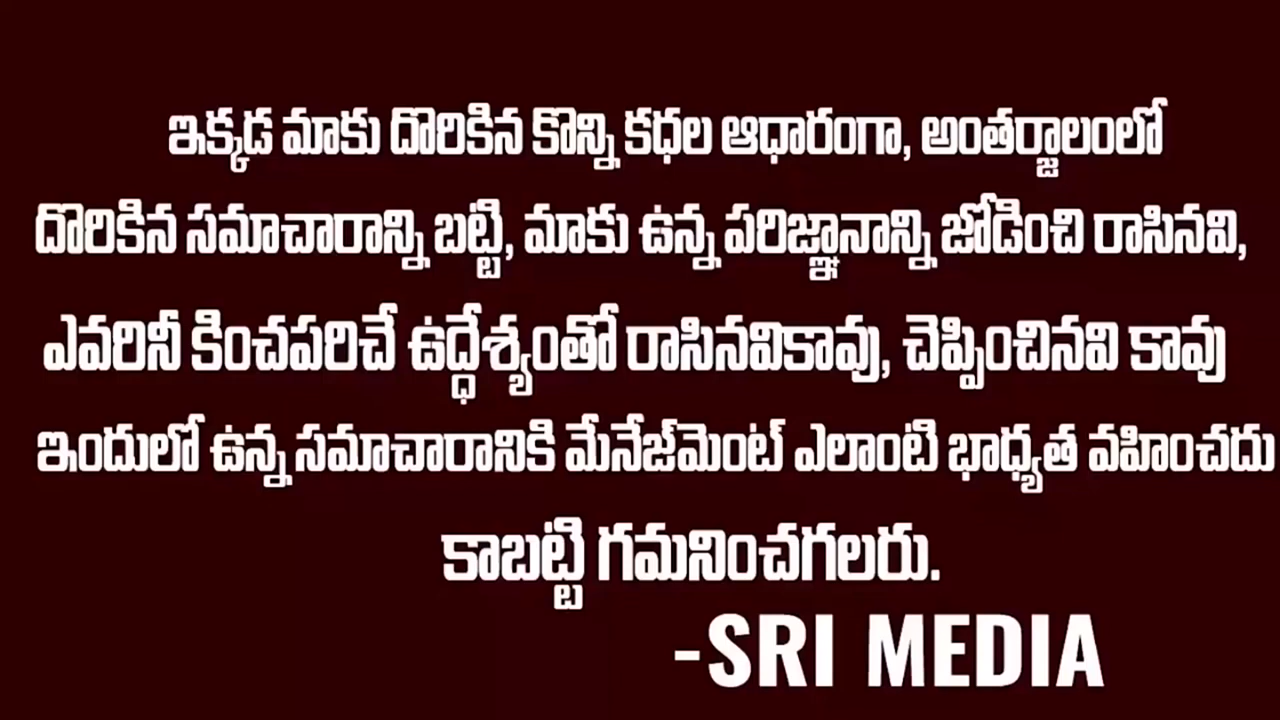 ఇక్కడ మాకు దొరికిన కొన్ని కధల ఆధారంగా, అంతర్జాలంలో
దొరికిన సమాచారాన్ని బట్టి, మాకు ఉన్న పరిజ్ఞానాన్ని జోడించి రాసినవి,
ఎవరినీ కించపరిచే ఉద్ధేశ్యంతో రాసినవికావు, చెప్పించినవి కావు
ఇందులో ఉన్న సమాచారానికి మేనేజ్‌మెంట్ ఎలాంటి భాధ్యత వహించదు
కాబట్టి గమనించగలరు.
-SRI MEDIA